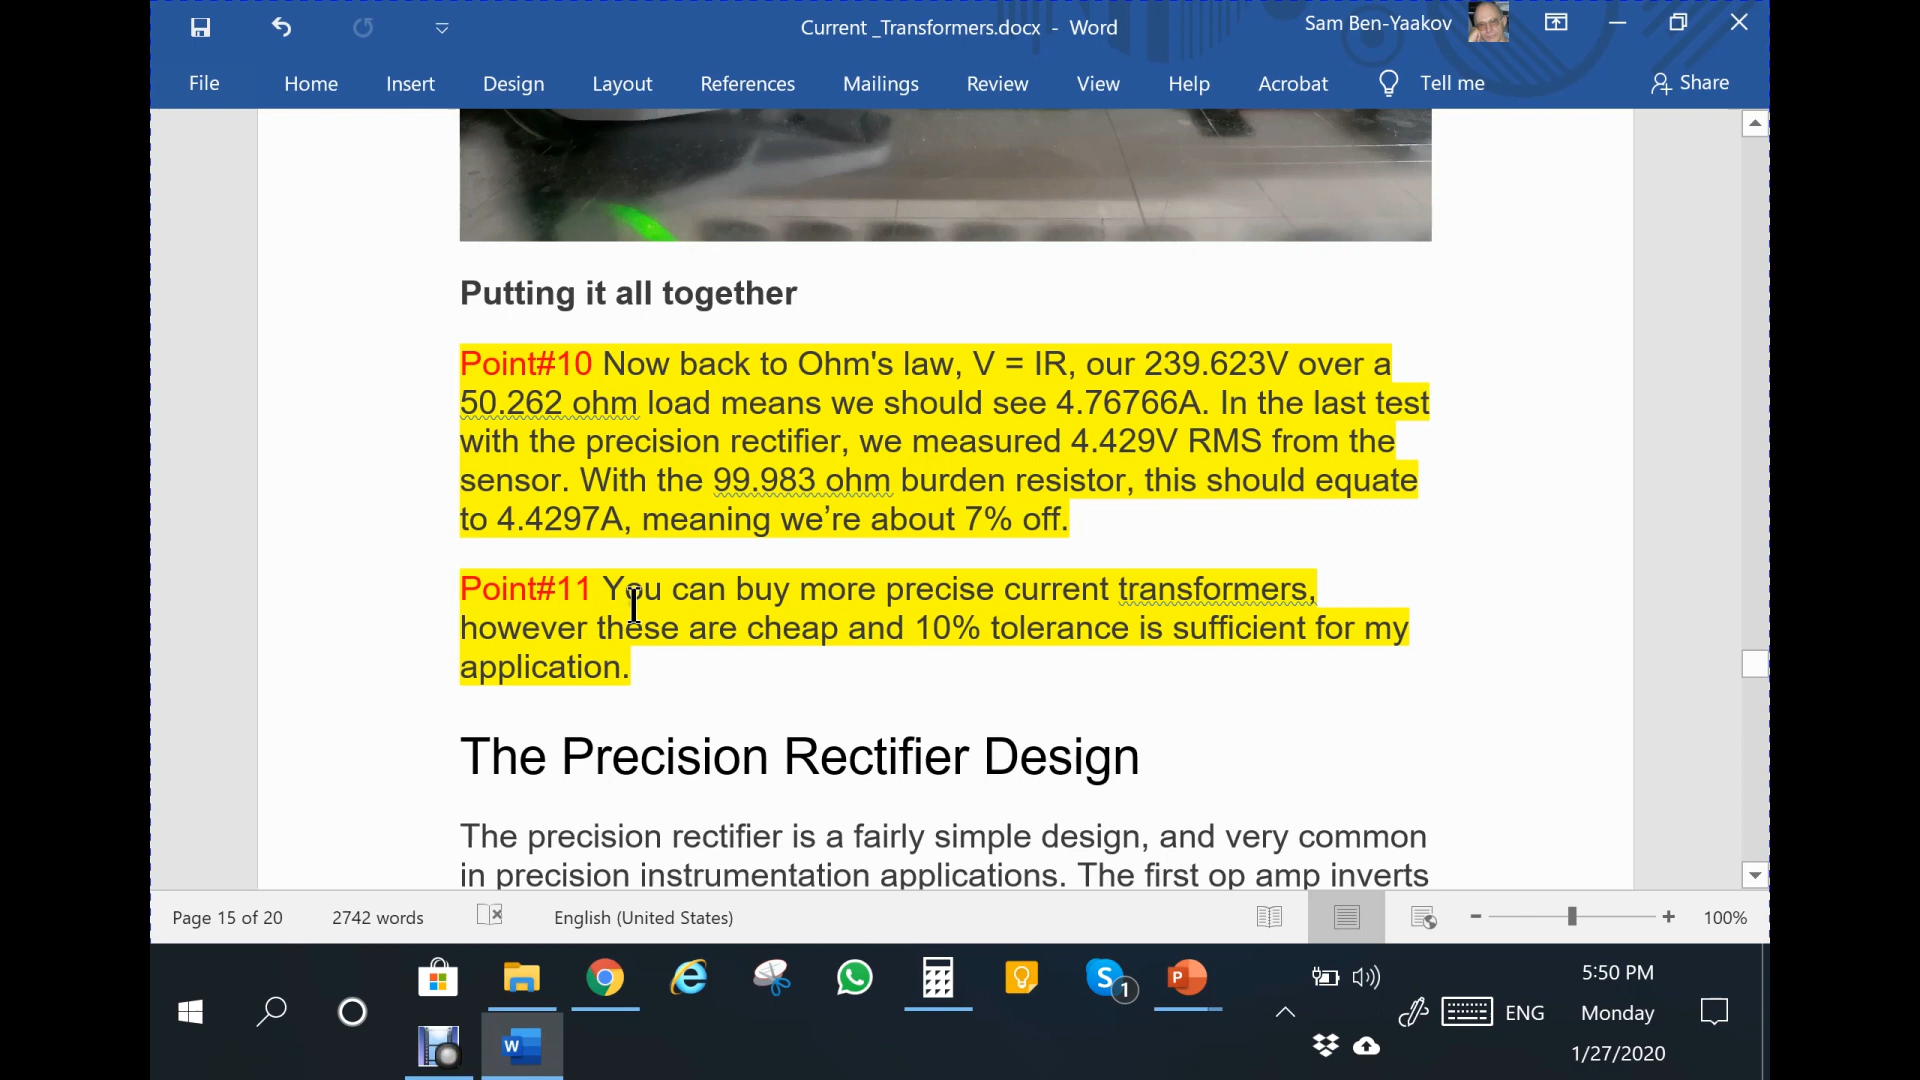 Current _Transformers.docx - Word
Sam Ben-Yaakov
File Home Insert Design Layout References Mailings Review View Help Acrobat Tell me Share
Putting it all together
Point#10 Now back to Ohm's law, V = IR, our 239.623V over a
50.262 ohm load means we should see 4.76766A. In the last test
with the precision rectifier, we measured 4.429V RMS from the
sensor. With the 99.983 ohm burden resistor, this should equate
to 4.4297A, meaning we’re about 7% off.
Point#11 You can buy more precise current transformers,
however these are cheap and 10% tolerance is sufficient for my
application.
The Precision Rectifier Design
The precision rectifier is a fairly simple design, and very common
in precision instrumentation applications. The first op amp inverts
Page 15 of 20 2742 words English (United States) 100%
S 1 P
5:50 PM
ENG Monday
W
1/27/2020